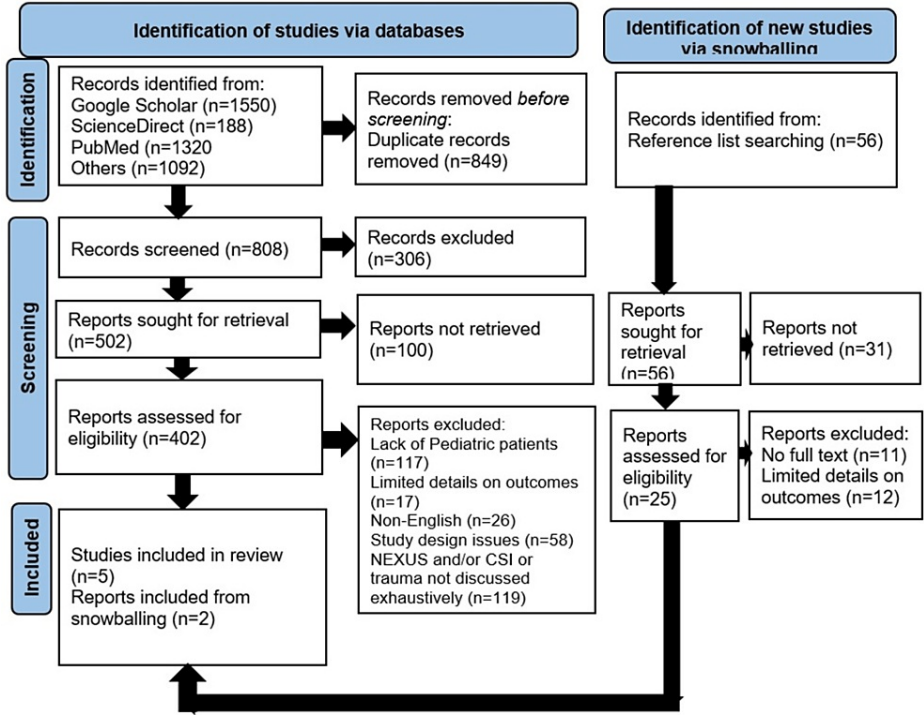 Identification of studies via databases
Identification of new studies
via snowballing
Identification
Records identified from:
Google Scholar (n=1550)
ScienceDirect (n=188)
PubMed (n=1320
Others (n=1092)
Records removed before
screening:
Duplicate records
removed (n=849)
Records identified from:
Reference list searching (n=56)
Screening
Records screened (n=808)
Records excluded
(n=306)
Reports sought for retrieval
(n=502)
Reports not retrieved
(n=100)
Reports
sought for
retrieval
(n=56)
Reports not
retrieved (n=31)
Reports assessed for
eligibility (n=402)
Reports excluded:
Lack of Pediatric patients
(n=117)
Limited details on outcomes
(n=17)
Non-English (n=26)
Study design issues (n=58)
NEXUS and/or CSI or
trauma not discussed
exhaustively (n=119)
Reports
assessed for
eligibility
(n=25)
Reports excluded:
No full text (n=11)
Limited details on
outcomes (n=12)
Included
Studies included in review
(n=5)
Reports included from
snowballing (n=2)